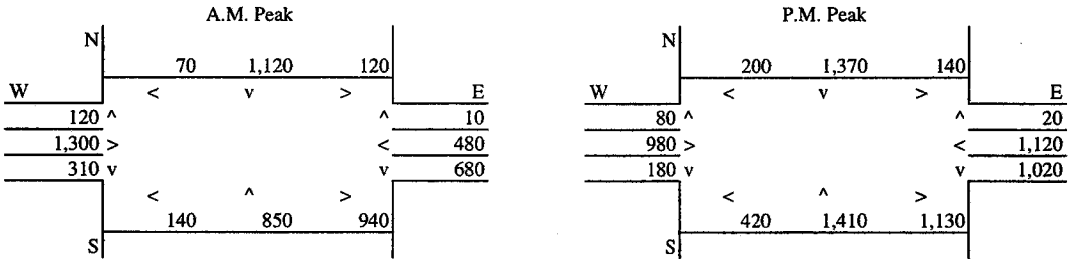 A.M. Peak P.M. Peak
N N
70 1,120 120 200 1,370 140
W < v > E W < v > E
120 ^ ^ 10 80 ^ ^ 20
1,300 > < 480 980 > < 1,120
310 v v 680 180 v v 1,020
< ^ > < ^ >
140 850 940 420 1,410 1,130
S S